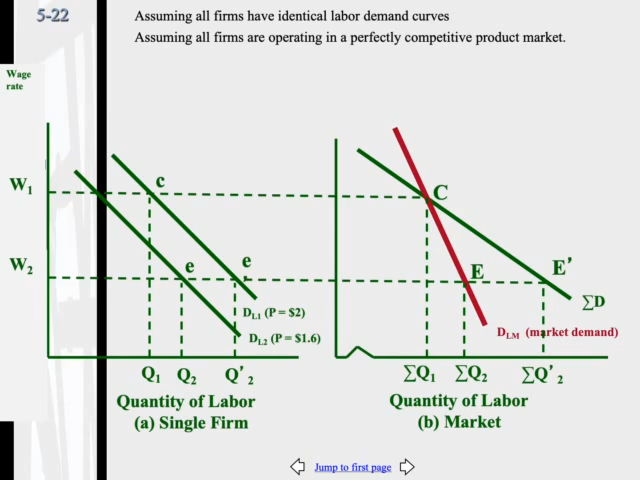 5-22
Assuming all firms have identical labor demand curves
Assuming all firms are operating in a perfectly competitive product market.
Wage
rate
W1
c
C
W2
e
e'
E
E'
DL1 (P = $2)
DL2 (P = $1.6)
∑D
DLM (market demand)
Q1 Q2 Q'2
∑Q1 ∑Q2 ∑Q'2
Quantity of Labor
(a) Single Firm
Quantity of Labor
(b) Market
Jump to first page